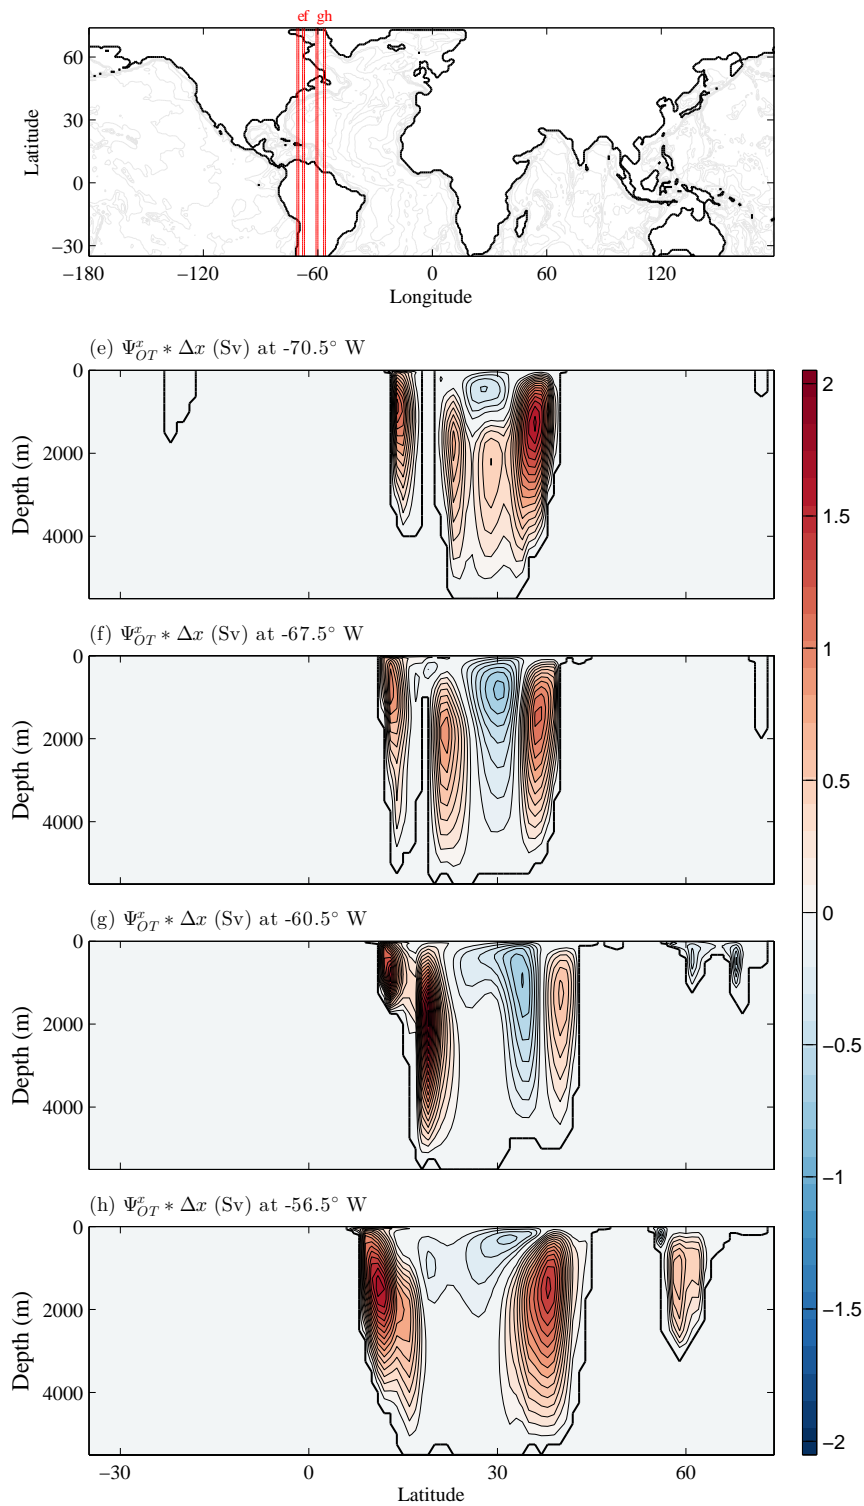 ef gh
60
30
0
−30
Latitude
−180 −120 −60 0 60 120
Longitude
(e) Ψ^x_OT ∗ Δx (Sv) at -70.5° W
0
2000
4000
Depth (m)
(f) Ψ^x_OT ∗ Δx (Sv) at -67.5° W
0
2000
4000
Depth (m)
(g) Ψ^x_OT ∗ Δx (Sv) at -60.5° W
0
2000
4000
Depth (m)
(h) Ψ^x_OT ∗ Δx (Sv) at -56.5° W
0
2000
4000
Depth (m)
−30 0 30 60
Latitude
2
1.5
1
0.5
0
−0.5
−1
−1.5
−2